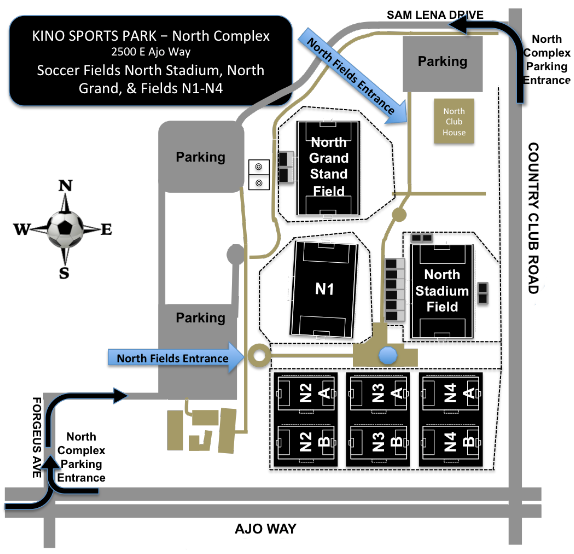 KINO SPORTS PARK – North Complex
2500 E Ajo Way
Soccer Fields North Stadium, North
Grand, & Fields N1-N4
SAM LENA DRIVE
North
Complex
Parking
Entrance
North Fields Entrance
Parking
North
Club
House
Parking
North
Grand
Stand
Field
COUNTRY CLUB ROAD
N
W
E
S
N1
North
Stadium
Field
Parking
North Fields Entrance
N2 A
N3 A
N4 A
N2 B
N3 B
N4 B
FORGEUS AVE
North
Complex
Parking
Entrance
AJO WAY